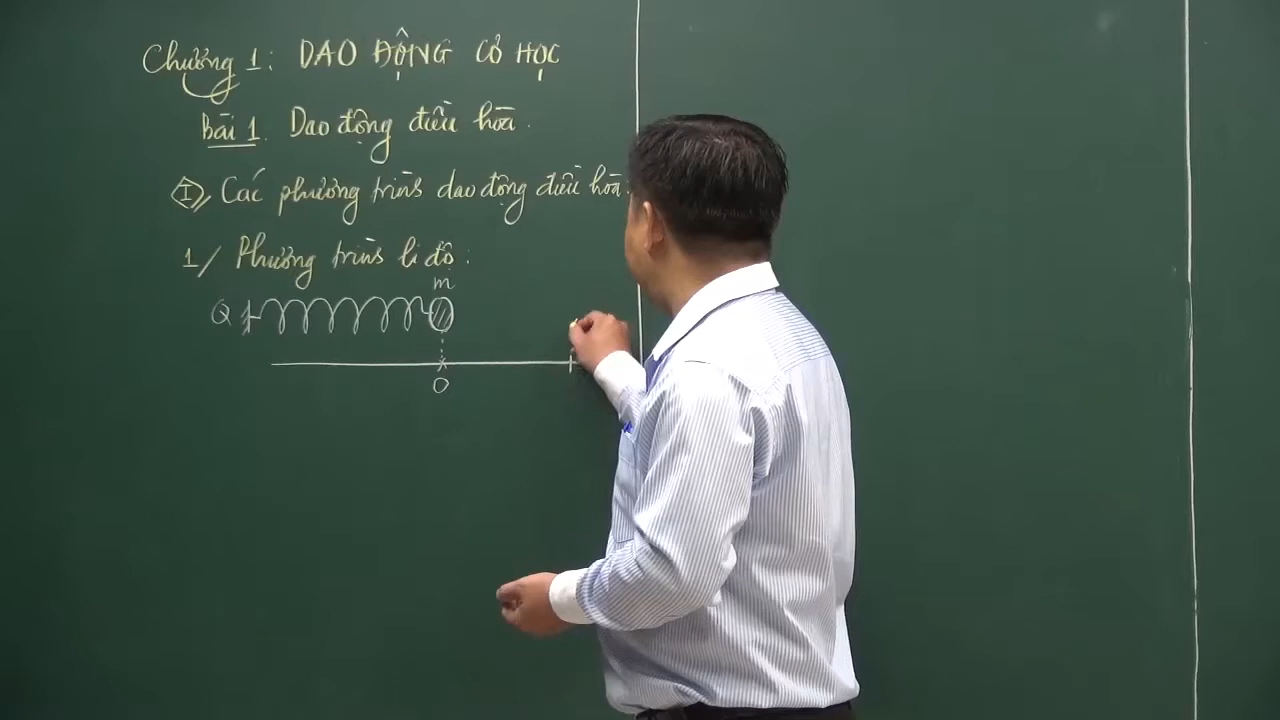 Chương 1: DAO ĐỘNG CƠ HỌC
Bài 1. Dao động điều hòa.
I, Các phương trình dao động điều hòa:
1/ Phương trình li độ:
m
Q
O